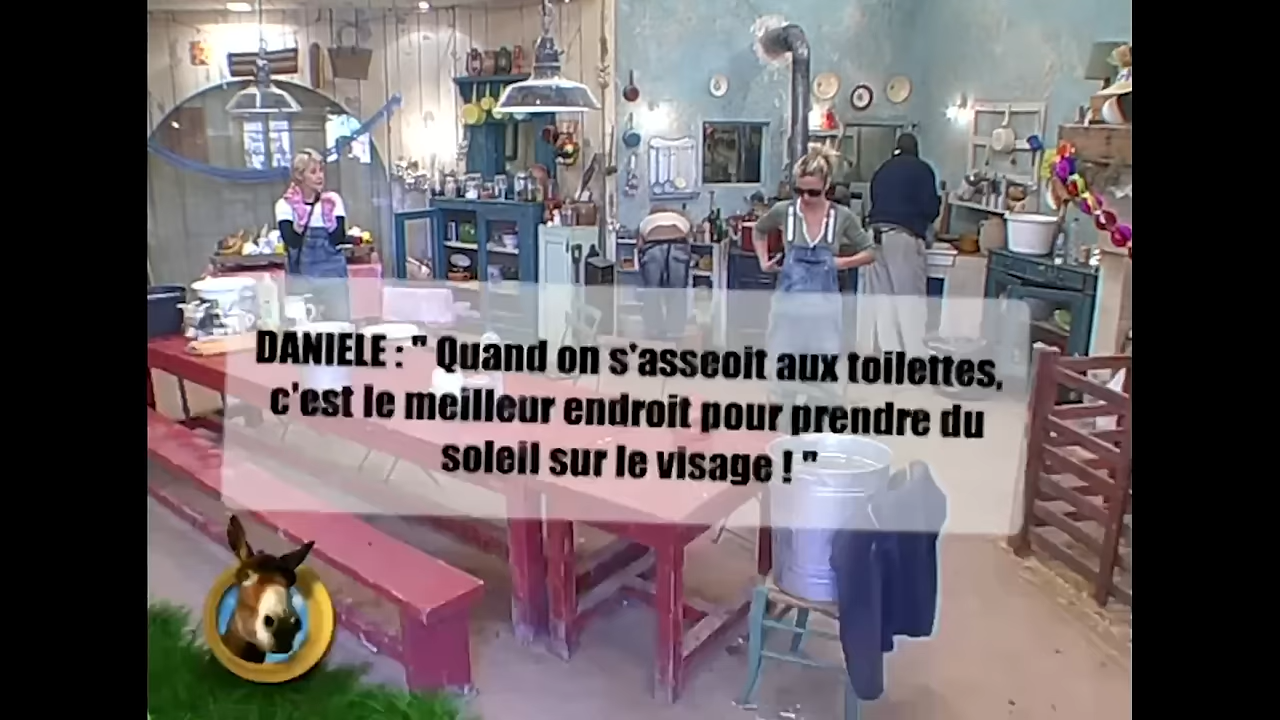 DANIELE : " Quand on s'asseoit aux toilettes,
c'est le meilleur endroit pour prendre du
soleil sur le visage ! "